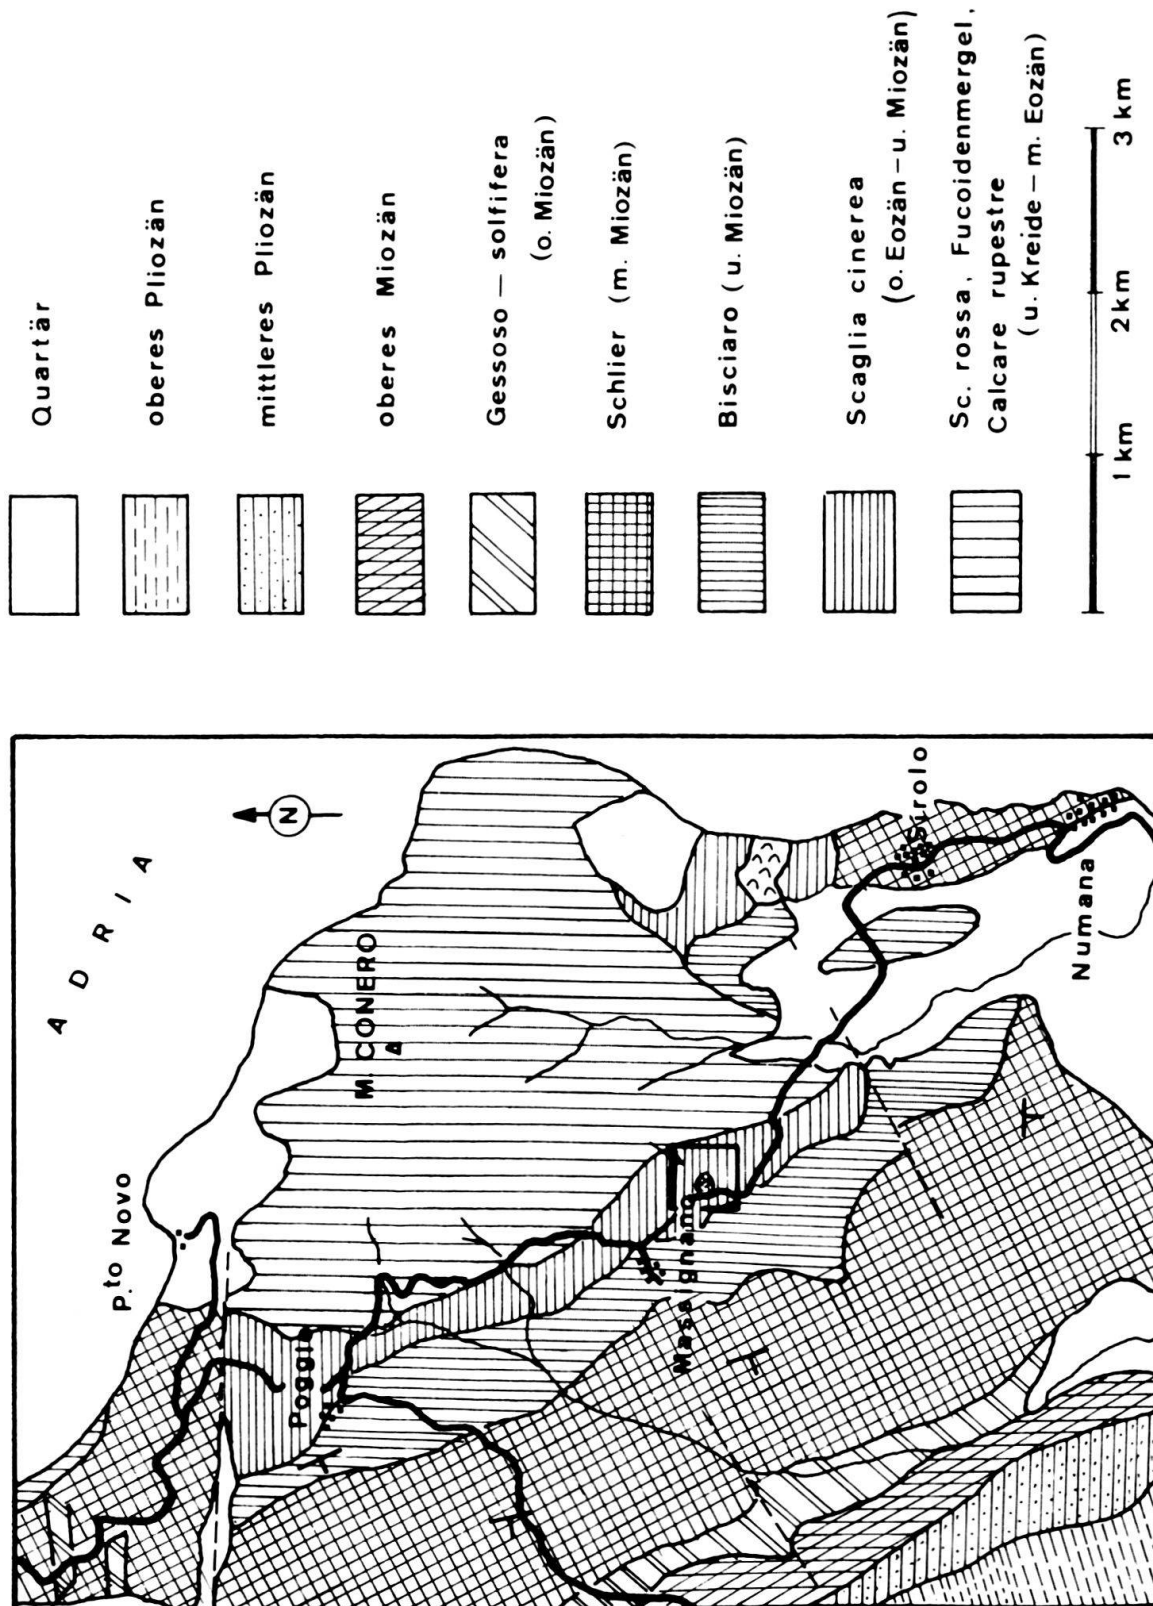 ADRIA
N
P.to Novo
M. CONERO
Poggio
Massignano
Sirolo
Numana
Quartär
oberes Pliozän
mittleres Pliozän
oberes Miozän
Gessoso – solfifera
(o. Miozän)
Schlier (m. Miozän)
Bisciaro (u. Miozän)
Scaglia cinerea
(o. Eozän – u. Miozän)
Sc. rossa, Fucoidenmergel,
Calcare rupestre
(u. Kreide – m. Eozän)
1 km 2 km 3 km